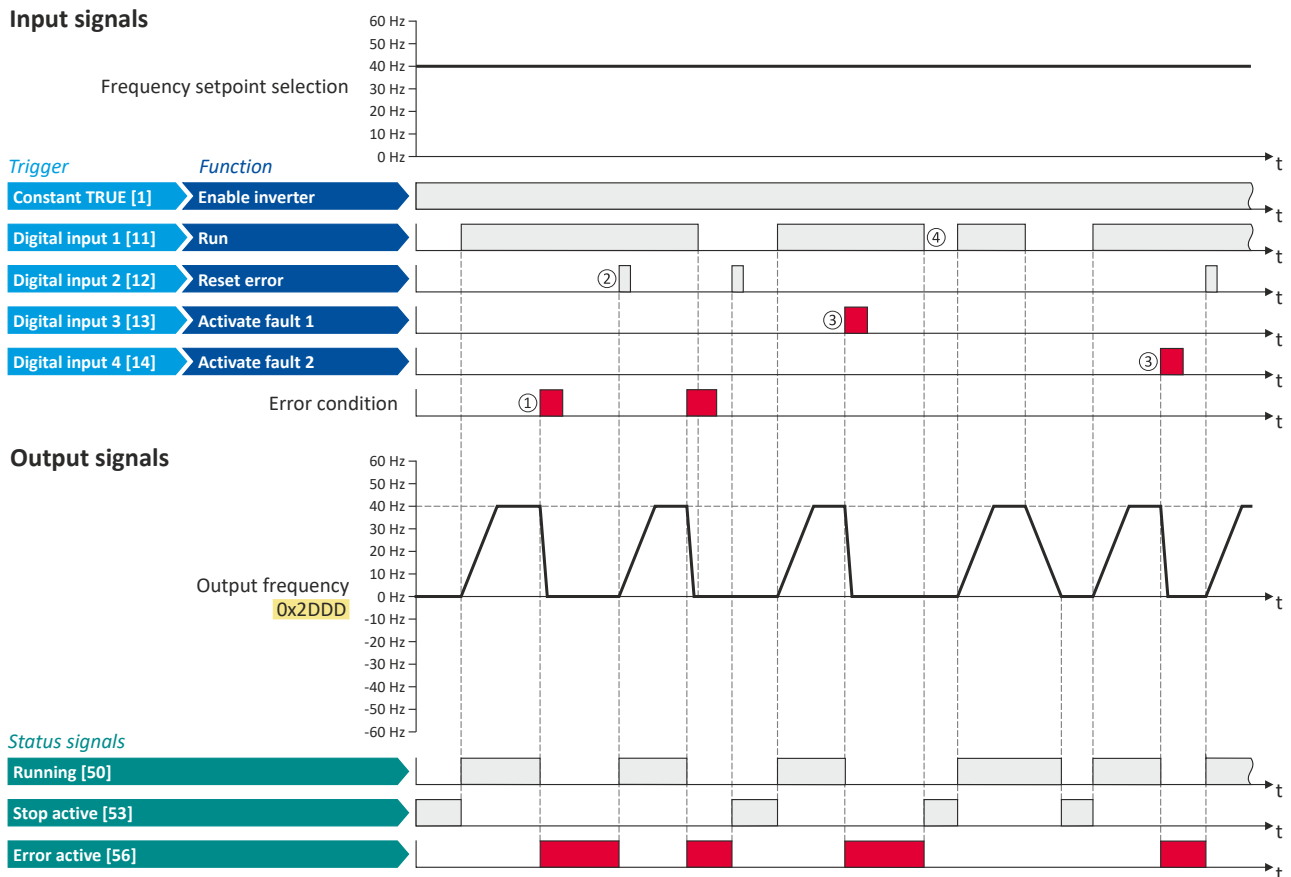 Input signals
60 Hz
50 Hz
40 Hz
30 Hz
20 Hz
10 Hz
0 Hz
Frequency setpoint selection
t
Trigger Function
Constant TRUE [1] Enable inverter
t
Digital input 1 [11] Run
④
t
Digital input 2 [12] Reset error
②
t
Digital input 3 [13] Activate fault 1
③
t
Digital input 4 [14] Activate fault 2
③
t
Error condition
①
t
Output signals
60 Hz
50 Hz
40 Hz
30 Hz
20 Hz
10 Hz
0 Hz
-10 Hz
-20 Hz
-30 Hz
-40 Hz
-50 Hz
-60 Hz
Output frequency
0x2DDD
t
Status signals
Running [50]
t
Stop active [53]
t
Error active [56]
t